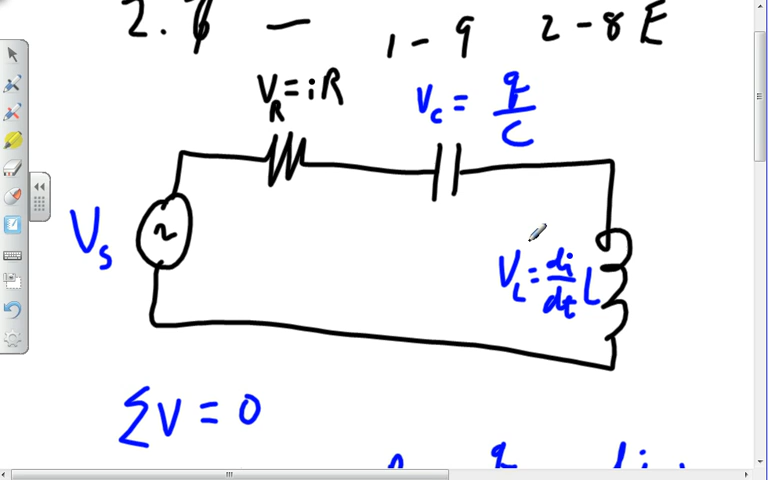 2. — 1-9 2-8 E
V_R = iR
V_C = q/C
V_S
~
V_L = di/dt L
ΣV = 0